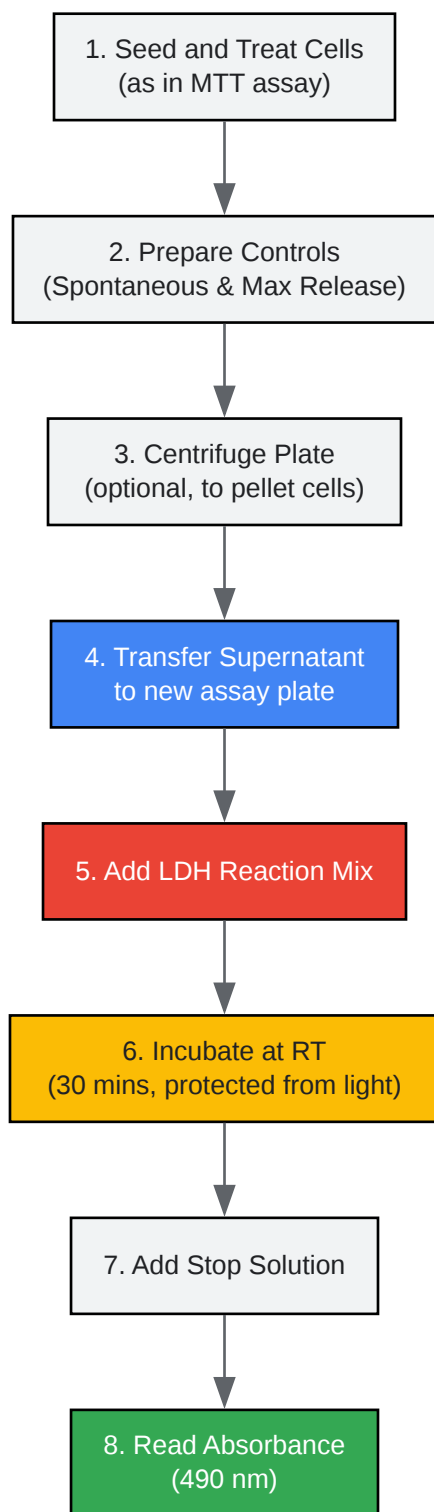 1. Seed and Treat Cells
(as in MTT assay)
2. Prepare Controls
(Spontaneous & Max Release)
3. Centrifuge Plate
(optional, to pellet cells)
4. Transfer Supernatant
to new assay plate
5. Add LDH Reaction Mix
6. Incubate at RT
(30 mins, protected from light)
7. Add Stop Solution
8. Read Absorbance
(490 nm)